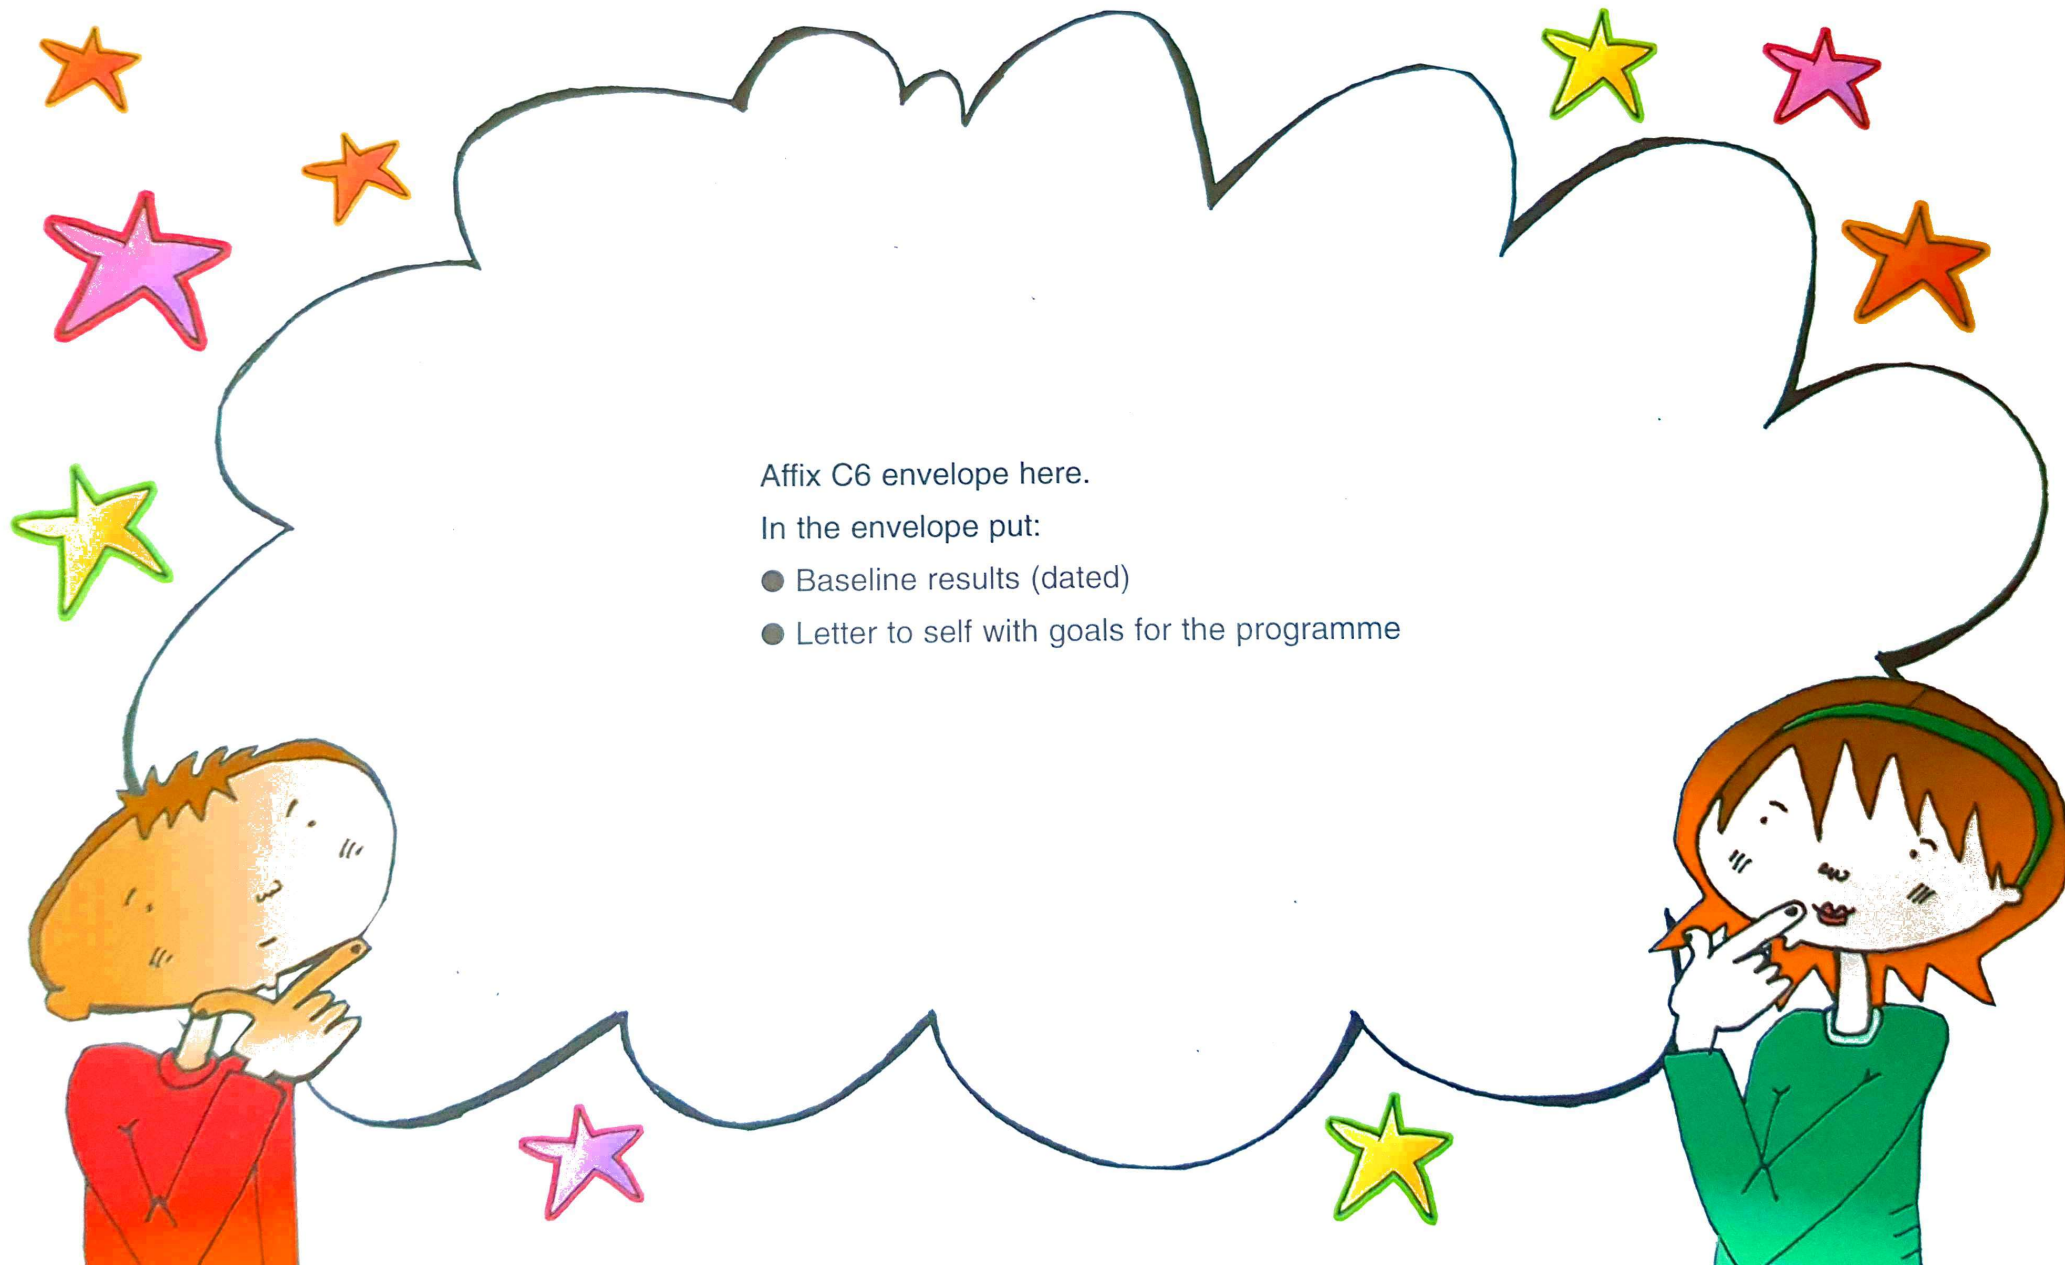 Affix C6 envelope here.
In the envelope put:
● Baseline results (dated)
● Letter to self with goals for the programme